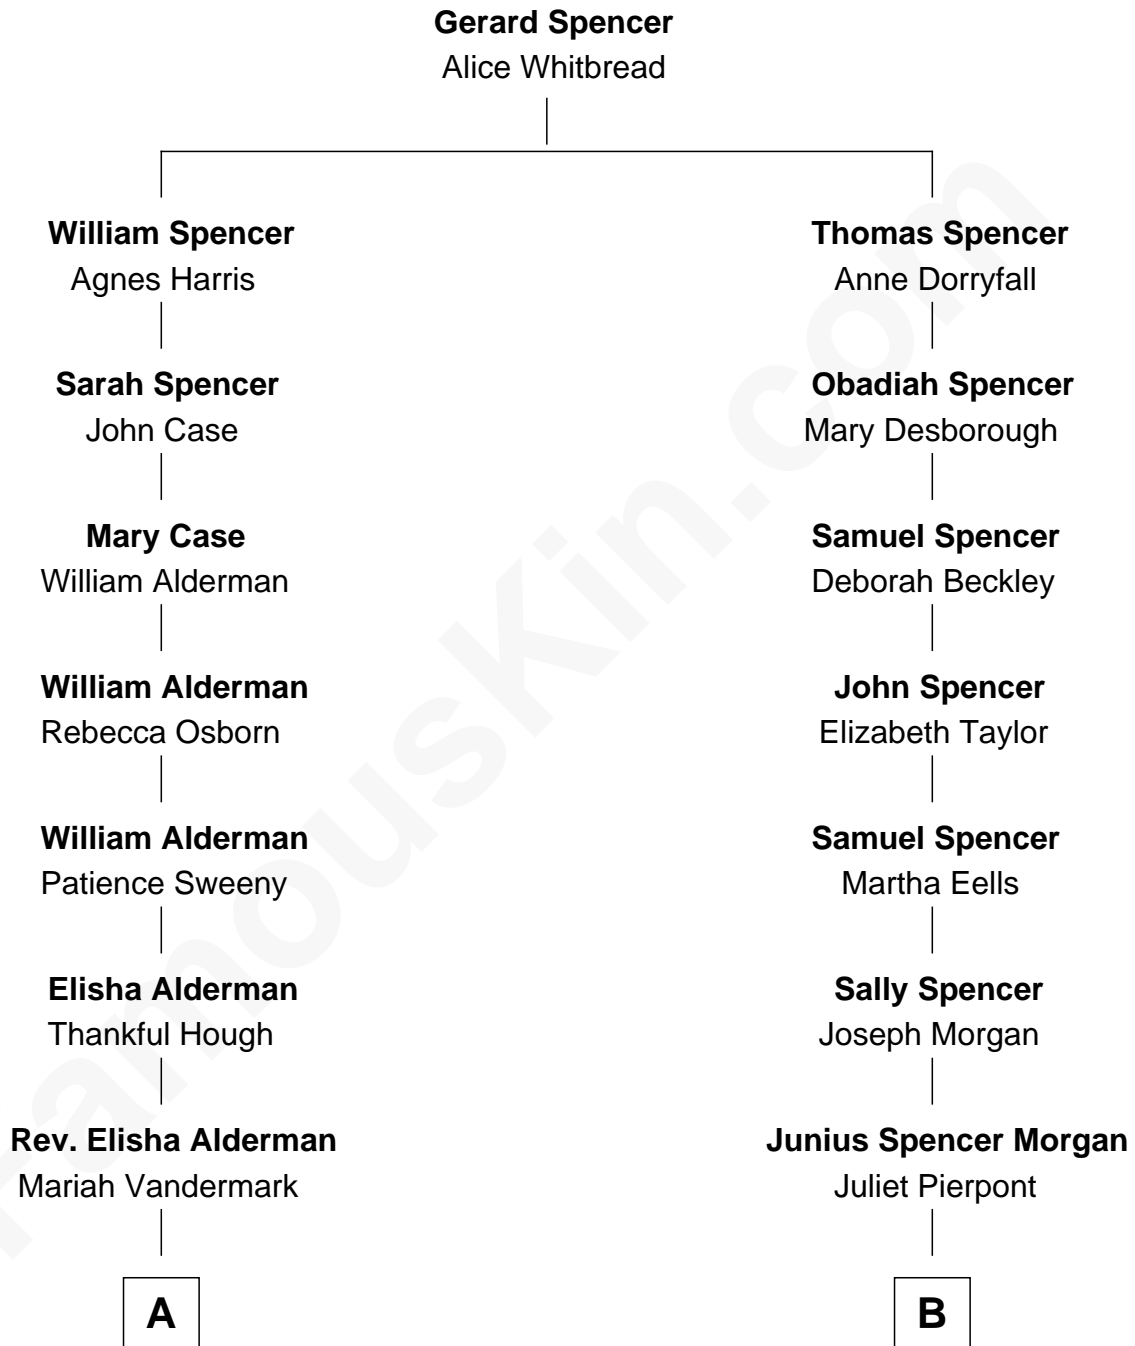 Gerard Spencer
Alice Whitbread
William Spencer
Agnes Harris
Thomas Spencer
Anne Dorryfall
Sarah Spencer
John Case
Obadiah Spencer
Mary Desborough
Mary Case
William Alderman
Samuel Spencer
Deborah Beckley
William Alderman
Rebecca Osborn
John Spencer
Elizabeth Taylor
William Alderman
Patience Sweeny
Samuel Spencer
Martha Eells
Elisha Alderman
Thankful Hough
Sally Spencer
Joseph Morgan
Rev. Elisha Alderman
Mariah Vandermark
Junius Spencer Morgan
Juliet Pierpont
A
B
FamousKin.com